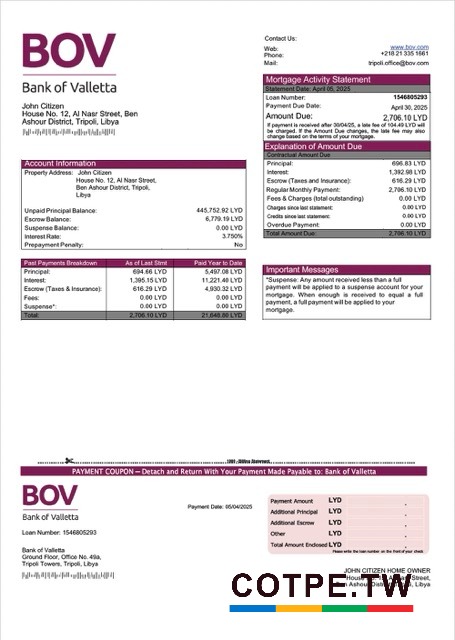 BOV
Bank of Valletta
John Citizen
House No. 12, Al Nasr Street, Ben
Ashour District, Tripoli, Libya
Contact Us:
Web: www.bov.com
Phone: +218 21 335 1661
Mail: tripoli.office@bov.com
Mortgage Activity Statement
Statement Date: April 05, 2025
Loan Number: 1546805293
Payment Due Date: April 30, 2025
Amount Due: 2,706.10 LYD
If payment is received after 30/04/25, a late fee of 104.49 LYD will
be charged. If the Amount Due changes, the late fee may also
change based on the terms of your mortgage.
Explanation of Amount Due
Contractual Amount Due
Principal: 696.83 LYD
Interest: 1,392.98 LYD
Escrow (Taxes and Insurance): 616.29 LYD
Regular Monthly Payment: 2,706.10 LYD
Fees & Charges (total outstanding) 0.00 LYD
Charges since last statement: 0.00 LYD
Credits since last statement: 0.00 LYD
Overdue Payment: 0.00 LYD
Total Amount Due: 2,706.10 LYD
Account Information
Property Address: John Citizen
House No. 12, Al Nasr Street,
Ben Ashour District, Tripoli,
Libya
Unpaid Principal Balance: 445,752.92 LYD
Escrow Balance: 6,779.19 LYD
Suspense Balance: 0.00 LYD
Interest Rate: 3.750%
Prepayment Penalty: No
Past Payments Breakdown As of Last Stmt Paid Year to Date
Principal: 694.66 LYD 5,497.08 LYD
Interest: 1,395.15 LYD 11,221.40 LYD
Escrow (Taxes & Insurance): 616.29 LYD 4,930.32 LYD
Fees: 0.00 LYD 0.00 LYD
Suspense*: 0.00 LYD 0.00 LYD
Total: 2,706.10 LYD 21,648.80 LYD
Important Messages
*Suspense: Any amount received less than a full
payment will be applied to a suspense account for your
mortgage. When enough is received to equal a full
payment, a full payment will be applied to your
mortgage.
PAYMENT COUPON – Detach and Return With Your Payment Made Payable to: Bank of Valletta
BOV
Bank of Valletta
Loan Number: 1546805293
Bank of Valletta
Ground Floor, Office No. 49a,
Tripoli Towers, Tripoli, Libya
Payment Date: 05/04/2025
Payment Amount LYD
Additional Principal LYD
Additional Escrow LYD
Other LYD
Total Amount Enclosed LYD
Please write the loan number on the front of your check.
JOHN CITIZEN HOME OWNER
COTPE.TW